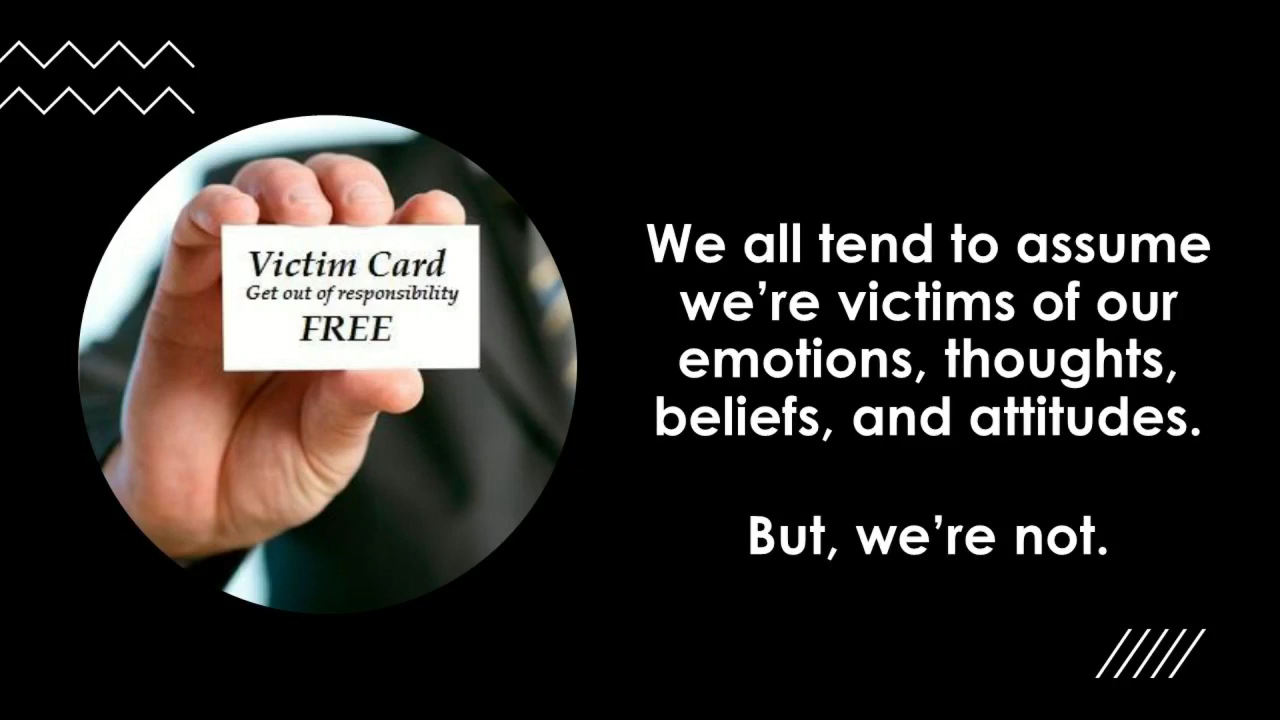 Victim Card
Get out of responsibility
FREE
We all tend to assume
we’re victims of our
emotions, thoughts,
beliefs, and attitudes.
But, we’re not.